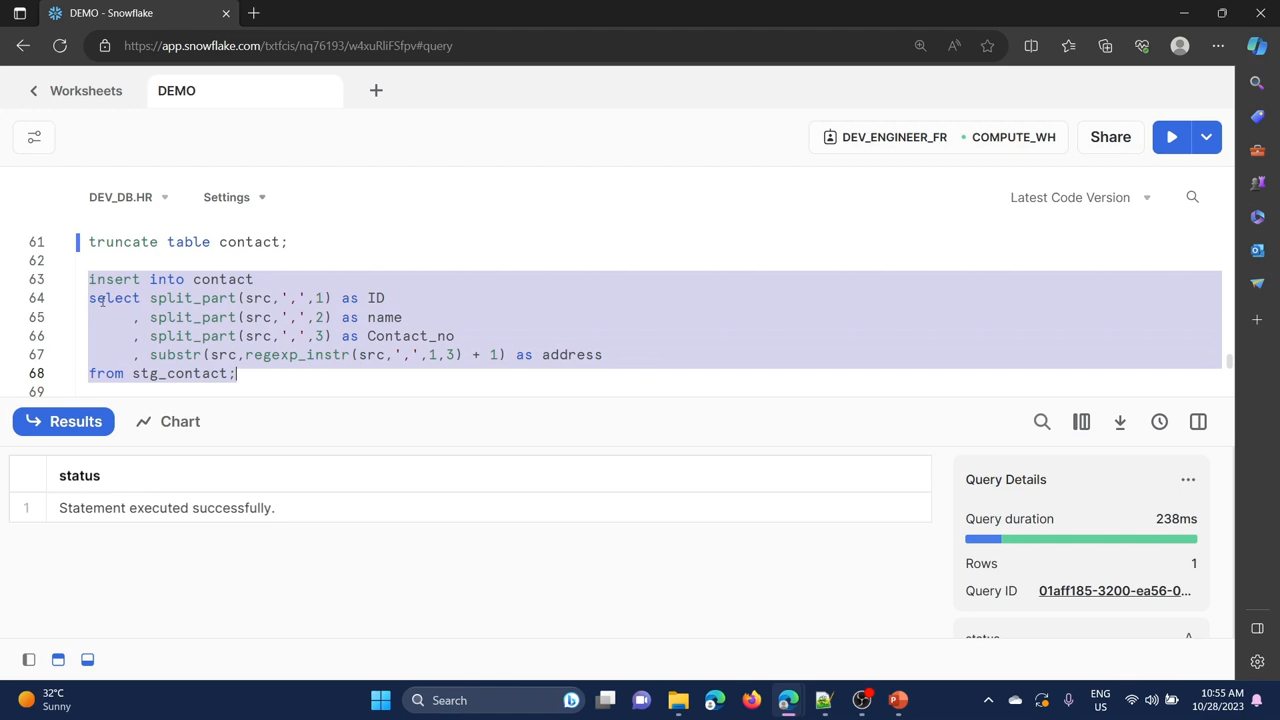 DEMO - Snowflake
https://app.snowflake.com/txtfcis/nq76193/w4xuRliFSfpv#query
Worksheets
DEMO
DEV_ENGINEER_FR
COMPUTE_WH
Share
DEV_DB.HR
Settings
Latest Code Version
61 truncate table contact;
62
63 insert into contact
64 select split_part(src,',',1) as ID
65 , split_part(src,',',2) as name
66 , split_part(src,',',3) as Contact_no
67 , substr(src,regexp_instr(src,',',1,3) + 1) as address
68 from stg_contact;
69
Results
Chart
status
1 Statement executed successfully.
Query Details
Query duration 238ms
Rows 1
Query ID 01aff185-3200-ea56-0...
32°C
Sunny
Search
ENG
US
10:55 AM
10/28/2023